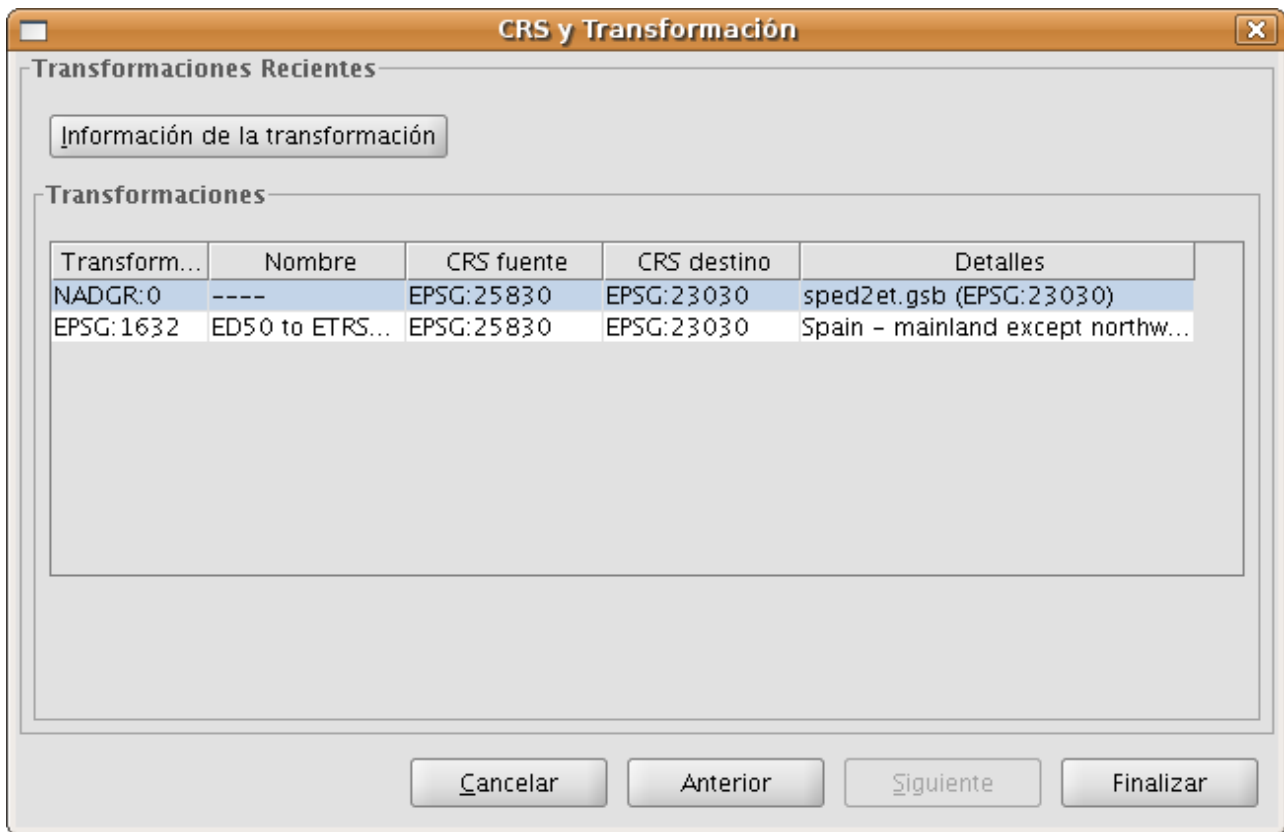 CRS y Transformación
Transformaciones Recientes
Información de la transformación
Transformaciones
Transform... Nombre CRS fuente CRS destino Detalles
NADGR:0 ---- EPSG:25830 EPSG:23030 sped2et.gsb (EPSG:23030)
EPSG:1632 ED50 to ETRS... EPSG:25830 EPSG:23030 Spain - mainland except northw...
Cancelar Anterior Siguiente Finalizar